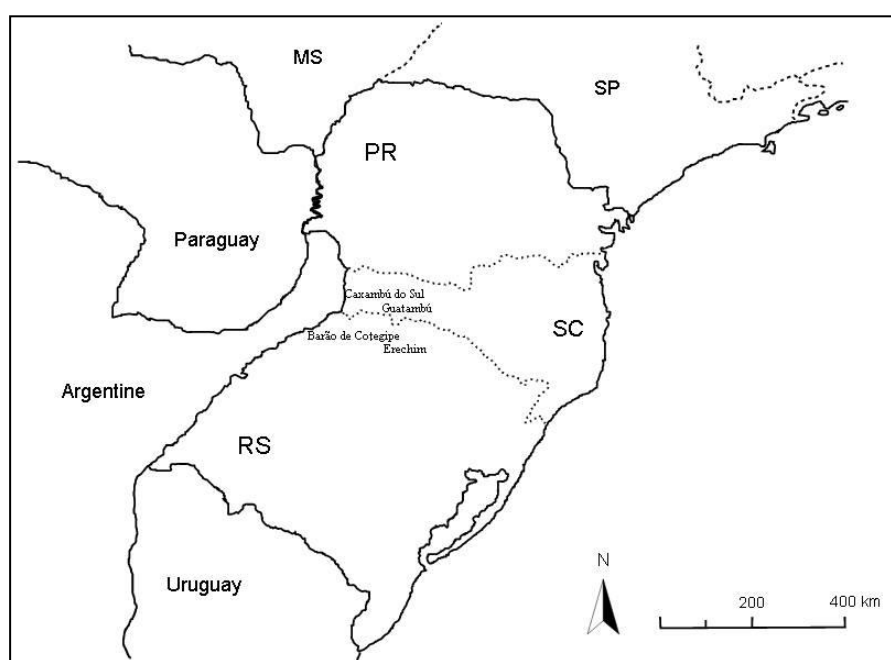 MS
SP
PR
Paraguay
Caxambú do Sul
Guatambú
SC
Barão de Cotegipe
Erechim
Argentine
RS
Uruguay
N
200 400 km